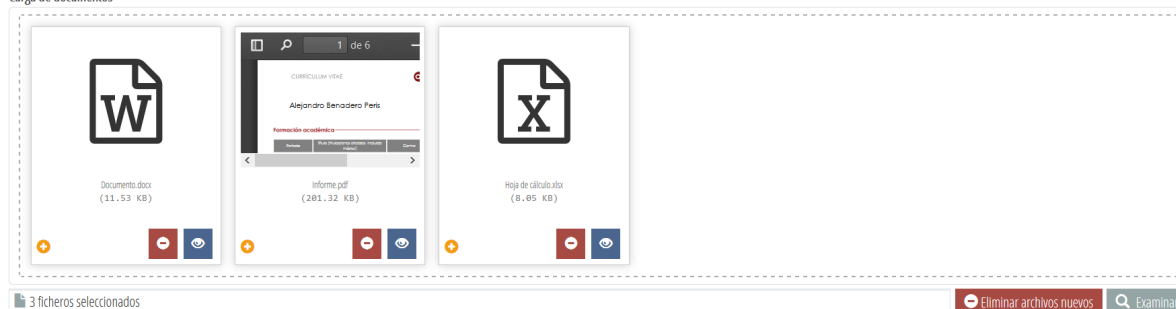 Carga de documentos
1 de 6
CURRICULUM VITAE
Alejandro Benadero Peris
Formación académica
Centro
W
X
Documento.docx
(11.53 KB)
Informe.pdf
(201.32 KB)
Hoja de cálculo.xlsx
(8.05 KB)
3 ficheros seleccionados
Eliminar archivos nuevos
Examinar